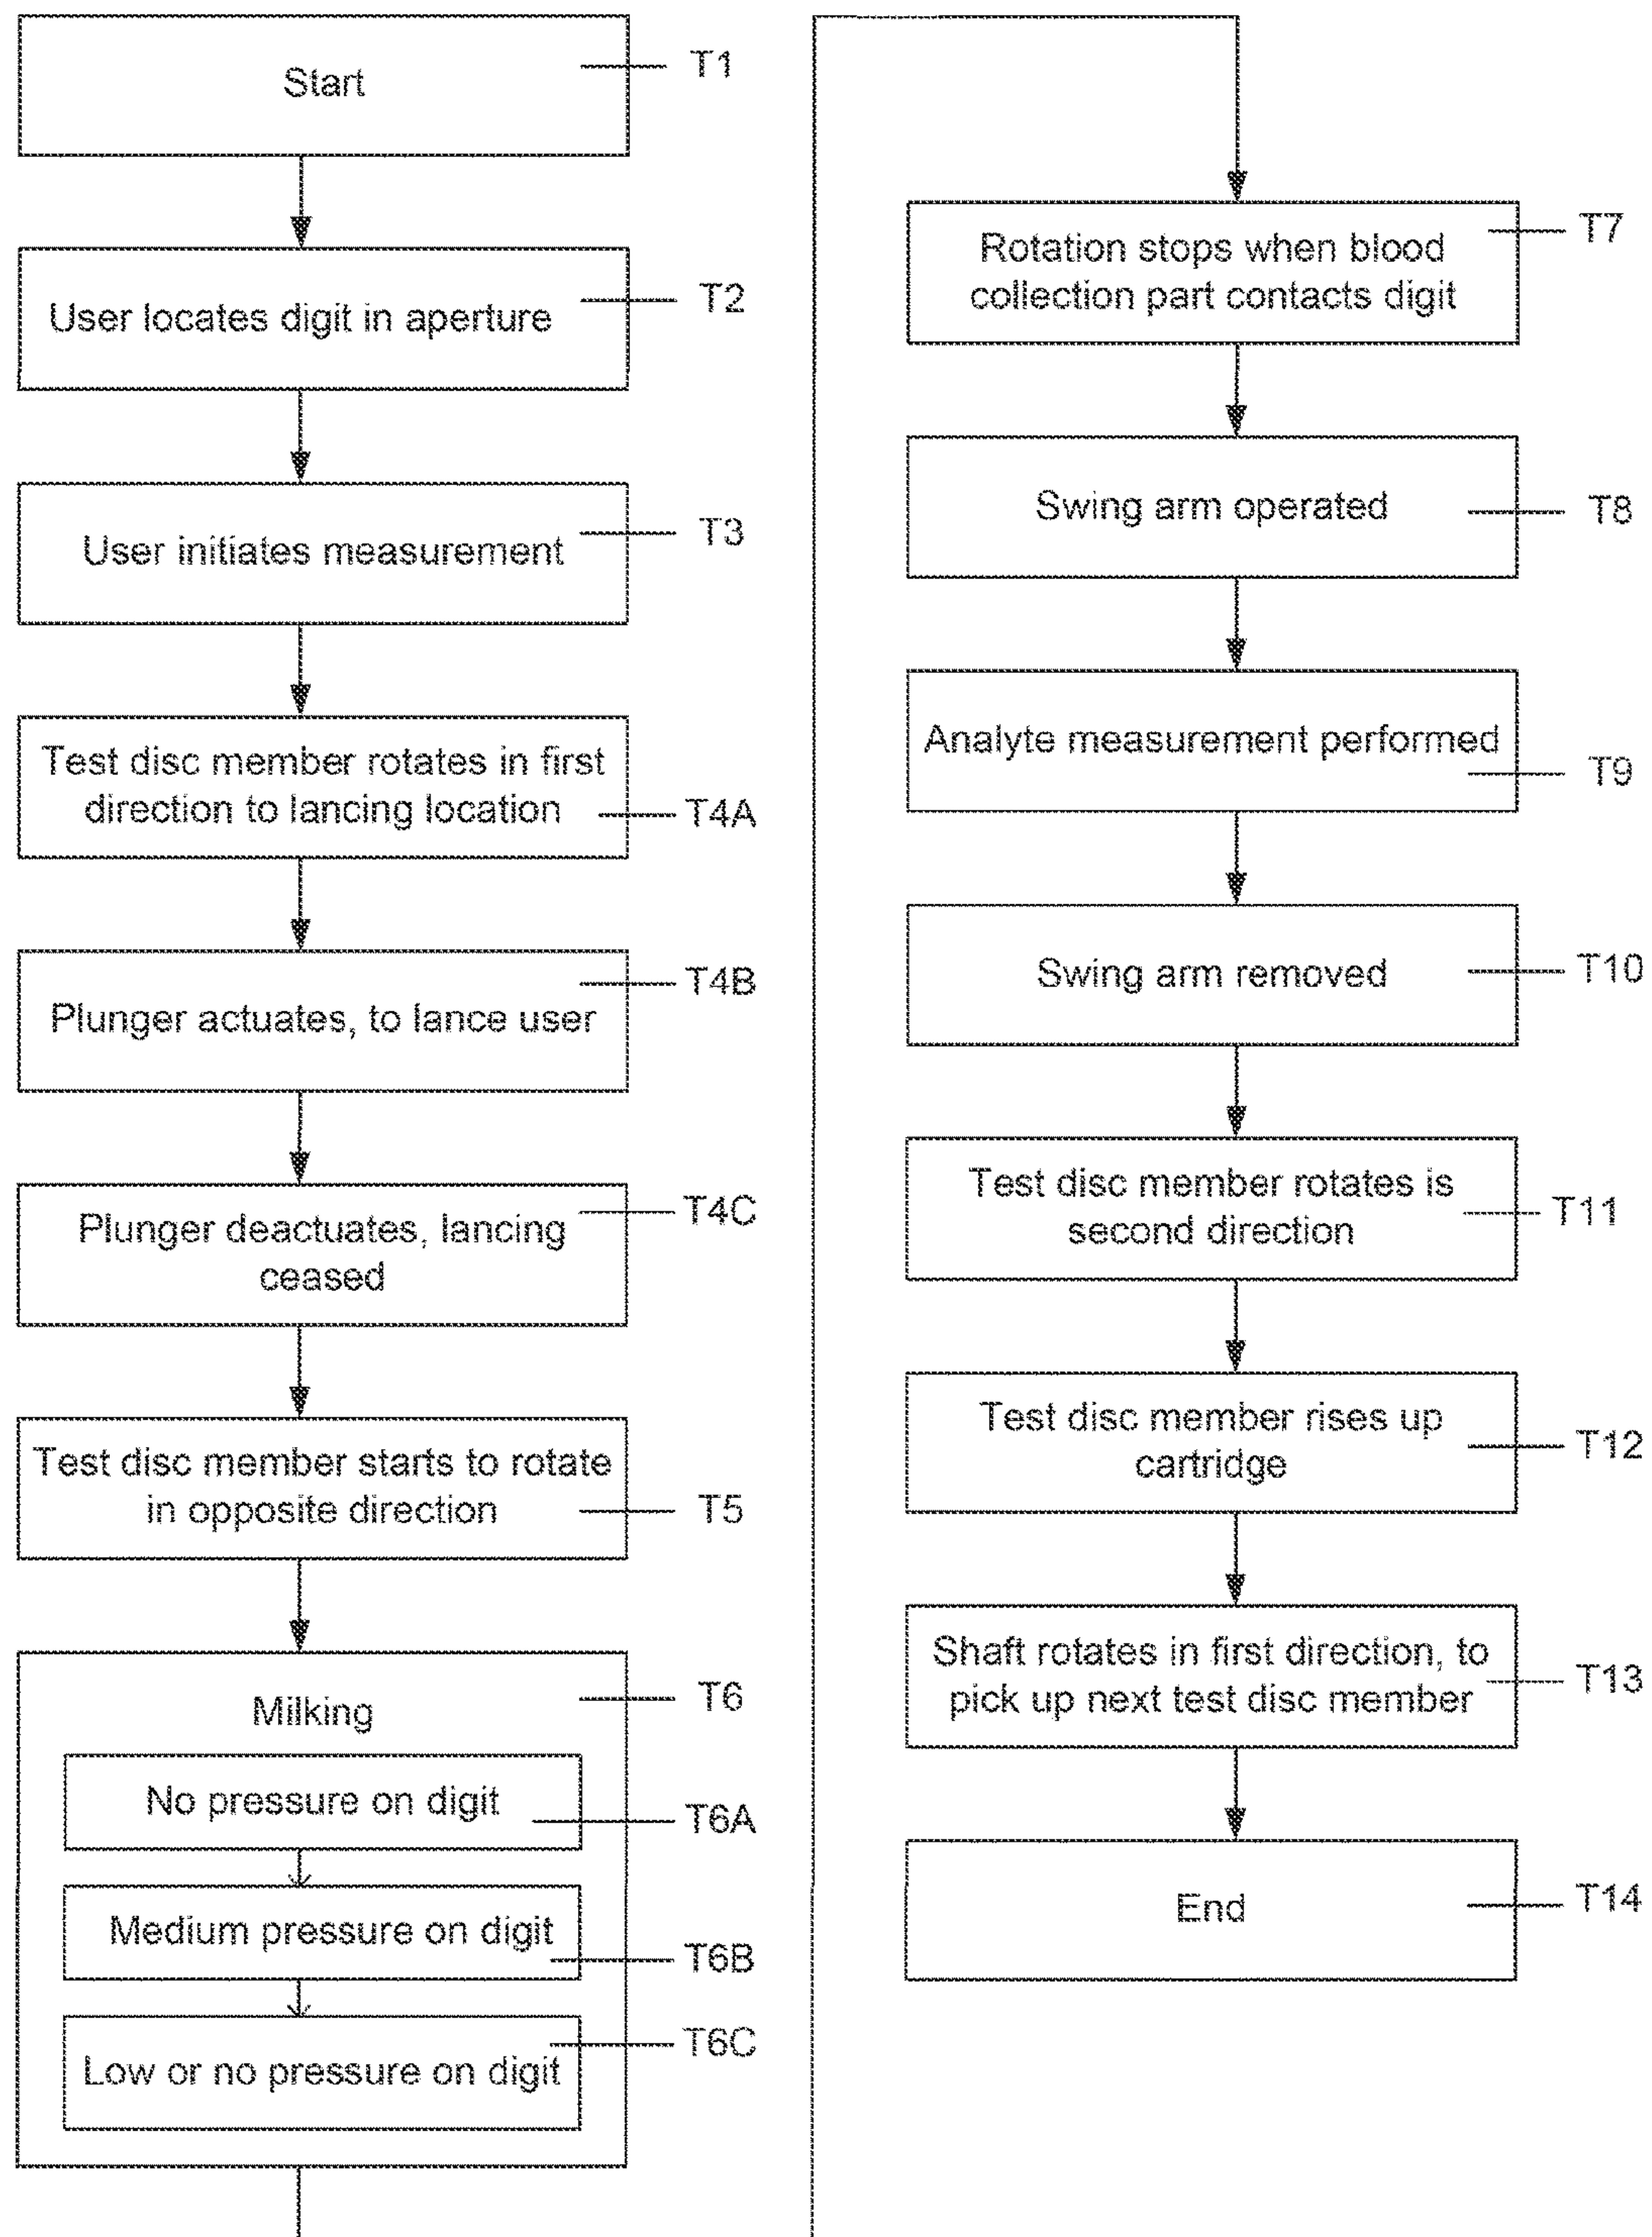 Start
T1
User locates digit in aperture
T2
User initiates measurement
T3
Test disc member rotates in first
direction to lancing location
T4A
Plunger actuates, to lance user
T4B
Plunger deactuates, lancing
ceased
T4C
Test disc member starts to rotate
in opposite direction
T5
Milking
T6
No pressure on digit
T6A
Medium pressure on digit
T6B
Low or no pressure on digit
T6C
Rotation stops when blood
collection part contacts digit
T7
Swing arm operated
T8
Analyte measurement performed
T9
Swing arm removed
T10
Test disc member rotates is
second direction
T11
Test disc member rises up
cartridge
T12
Shaft rotates in first direction, to
pick up next test disc member
T13
End
T14